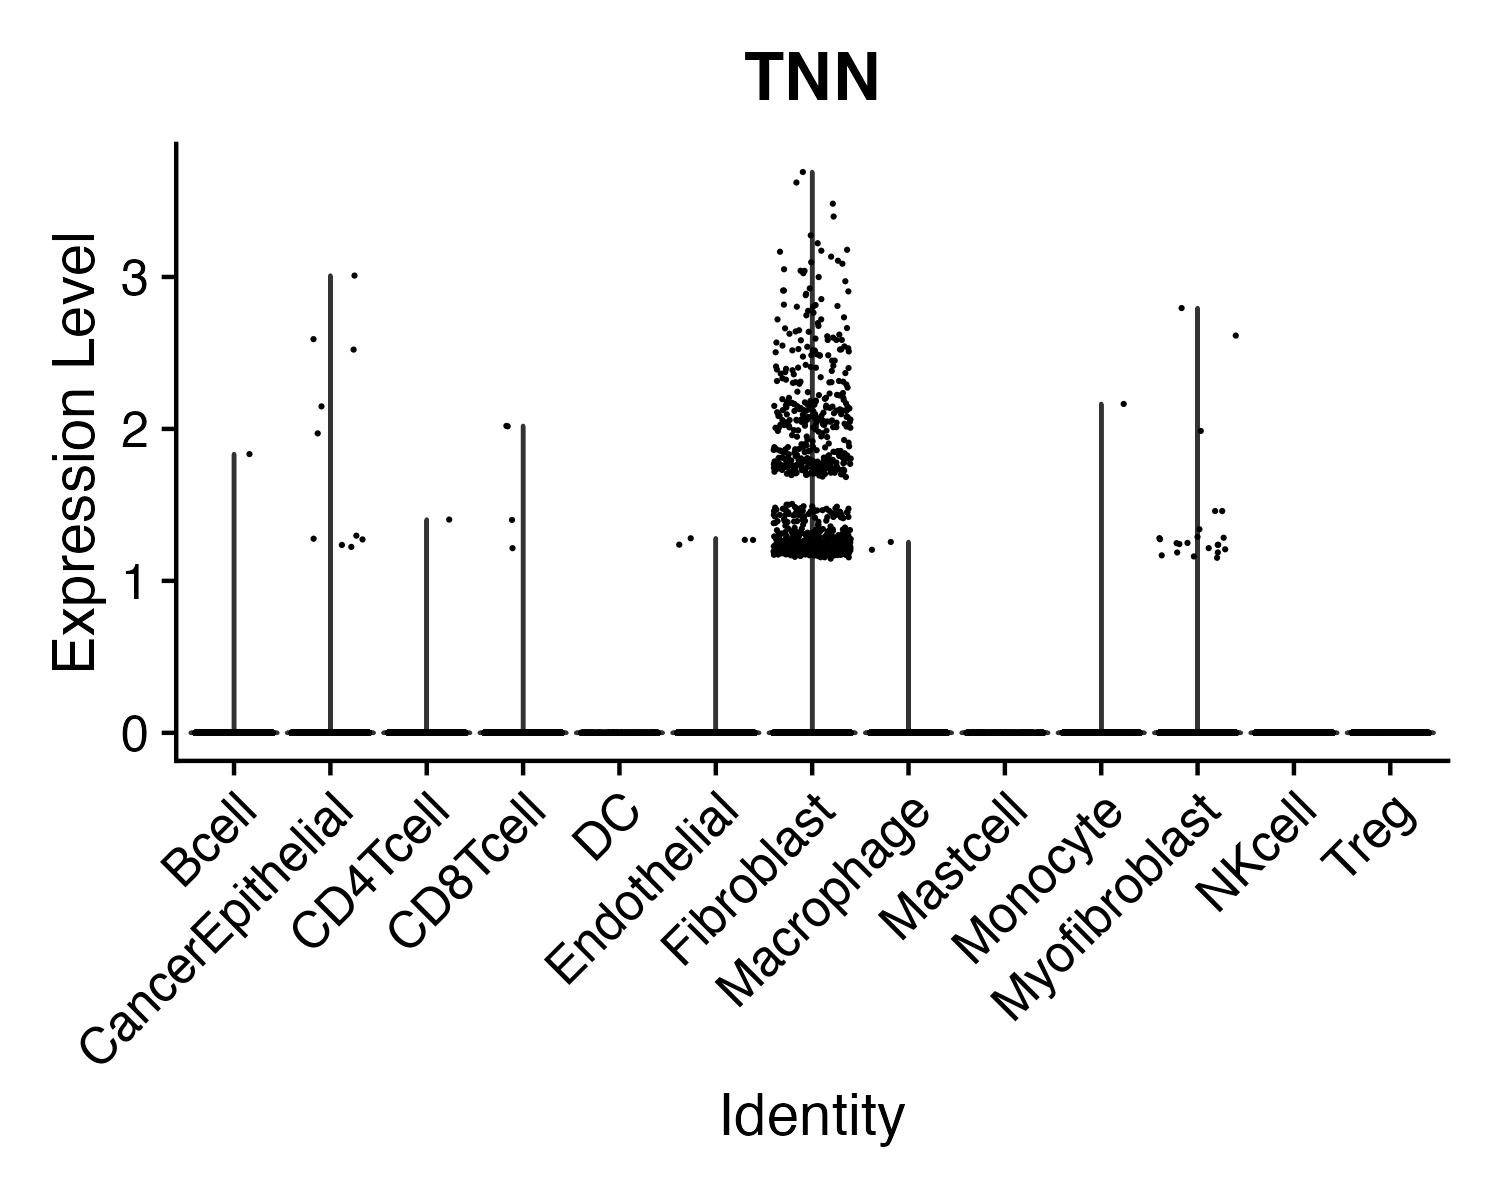 TNN
Expression Level
3
2
1
0
Bcell
CancerEpithelial
CD4Tcell
CD8Tcell
DC
Endothelial
Fibroblast
Macrophage
Mastcell
Monocyte
Myofibroblast
NKcell
Treg
Identity